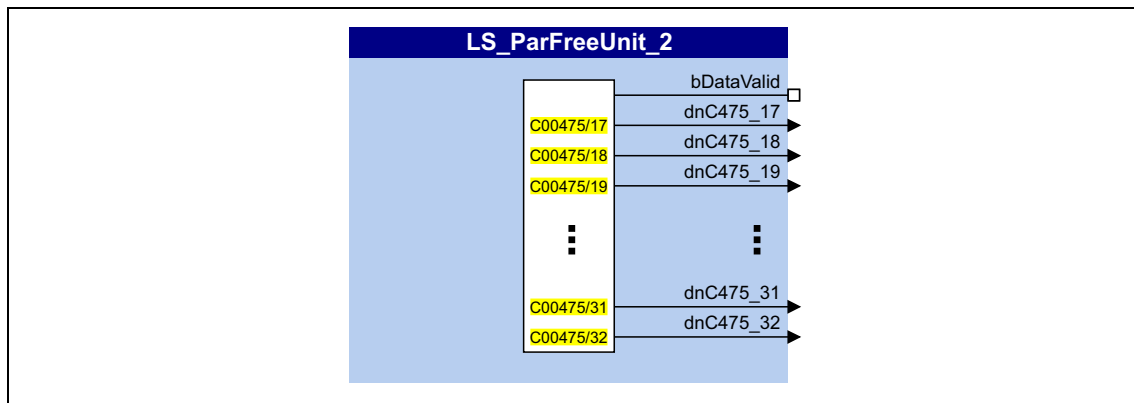 LS_ParFreeUnit_2
bDataValid
C00475/17 dnC475_17
C00475/18 dnC475_18
C00475/19 dnC475_19
C00475/31 dnC475_31
C00475/32 dnC475_32